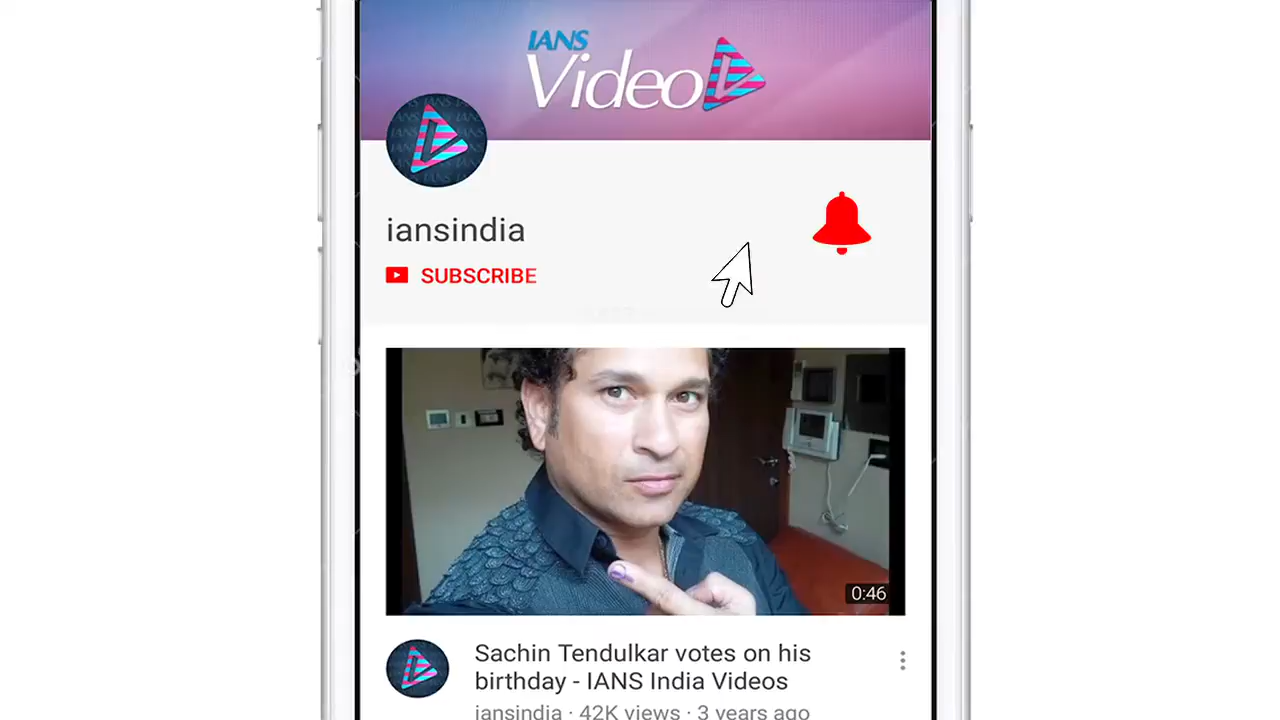 IANS
Video
iansindia
SUBSCRIBE
0:46
Sachin Tendulkar votes on his
birthday - IANS India Videos
iansindia · 42K views · 3 years ago